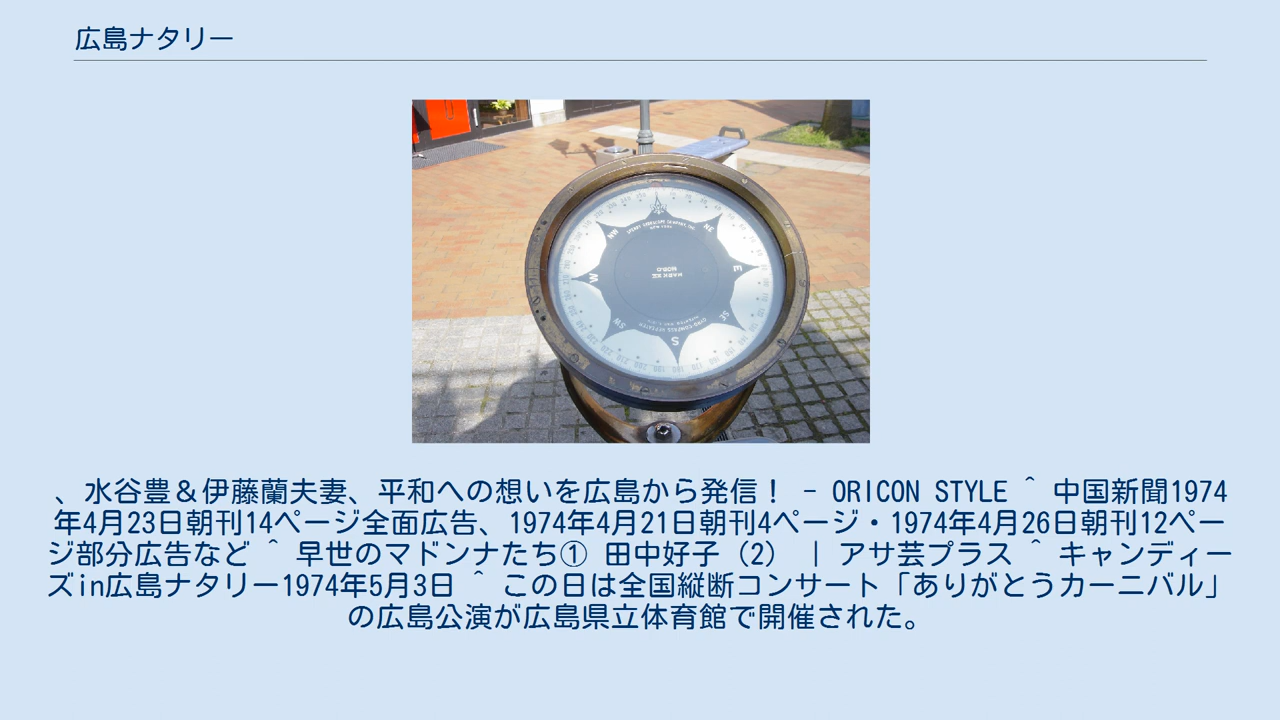 広島ナタリー
NW
NE
W
E
SW
SE
S
、水谷豊＆伊藤蘭夫妻、平和への想いを広島から発信！ - ORICON STYLE ^ 中国新聞1974
年4月23日朝刊14ページ全面広告、1974年4月21日朝刊4ページ・1974年4月26日朝刊12ペー
ジ部分広告など ^ 早世のマドンナたち① 田中好子（2） | アサ芸プラス ^ キャンディー
ズin広島ナタリー1974年5月3日 ^ この日は全国縦断コンサート「ありがとうカーニバル」
の広島公演が広島県立体育館で開催された。